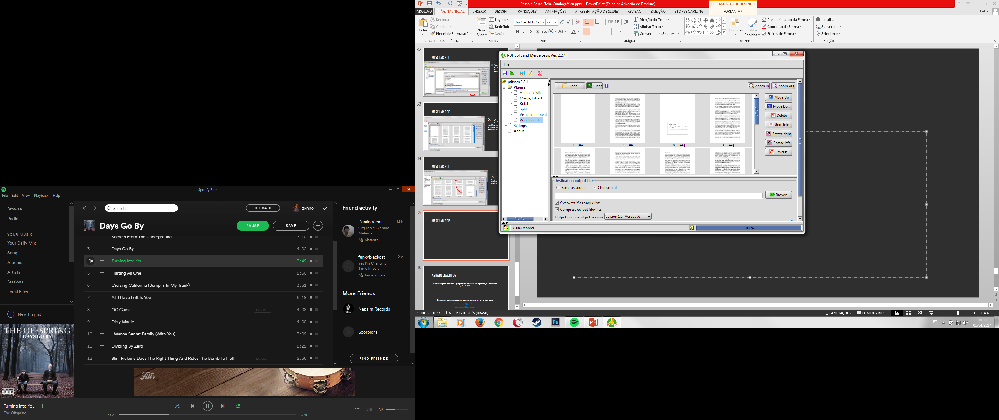 Spotify Free
File Edit View Playback Help
Browse
Radio
YOUR MUSIC
Your Daily Mix
Songs
Albums
Artists
Stations
Local Files
New Playlist
THE OFFSPRING
DAYS GO BY
PARENTAL
ADVISORY
Search
UPGRADE
zkhiro
Days Go By
PAUSE
SAVE
2 Secrets From The Underground 3:10
3 Days Go By 4:02
Turning Into You 3:42
5 Hurting As One 2:50
6 Cruising California (Bumpin' In My Trunk) 3:31
7 All I Have Left Is You 5:19
8 OC Guns EXPLICIT 4:08
9 Dirty Magic 4:00
10 I Wanna Secret Family (With You) 3:02
11 Dividing By Zero 2:22
12 Slim Pickens Does The Right Thing And Rides The Bomb To Hell EXPLICIT 2:36
Friend activity
Danilo Vieira 13 h
Orgulho e Cinismo
Matanza
Matanza
funkyblackcat 2 d
Yes I'm Changing
Tame Impala
Tame Impala
More Friends
Napalm Records
Scorpions
FIND FRIENDS
Filtr
Turning Into You
The Offspring
1:03 3:41
Passo a Passo Ficha Catalográfica.pptx - PowerPoint (Falha na Ativação do Produto)
FERRAMENTAS DE DESENHO
ARQUIVO PÁGINA INICIAL INSERIR DESIGN TRANSIÇÕES ANIMAÇÕES APRESENTAÇÃO DE SLIDES REVISÃO EXIBIÇÃO STORYBOARDING FORMATAR
Entrar
Colar
Recortar
Copiar
Pincel de Formatação
Área de Transferência
Novo
Slide
Layout
Redefinir
Seção
Slides
Tw Cen MT (Cor 22
N I S S abc AV Aa A
Fonte
Direção do Texto
Alinhar Texto
Converter em SmartArt
Parágrafo
Organizar
Estilos
Rápidos
Preenchimento da Forma
Contorno da Forma
Efeitos de Forma
Desenho
Localizar
Substituir
Selecionar
Edição
32
MESCLAR PDF
33
MESCLAR PDF
34
MESCLAR PDF
35
MESCLAR PDF
36
AGRADECIMENTOS
Muito obrigado por usar o programa da Ficha Catalográfica, desenvolvido
pelo NUPSI.
Quais quer duvidas, sugestões ou problemas envie um e-mail para:
PDF Split and Merge basic Ver. 2.2.4
File
pdfsam 2.2.4
Plugins
Alternate Mix
Merge/Extract
Rotate
Split
Visual document
Visual reorder
Settings
About
Open
Clear
Zoom in
Zoom out
1 - [A4] 2 - [A4] 16 - [A4] 3 - [A4]
Move Up
Move Do...
Delete
Undelete
Rotate right
Rotate left
Reverse
Destination output file
Same as source Choose a file
Browse
Overwrite if already exists
Compress output file/files
Output document pdf version: Version 1.5 (Acrobat 6)
Visual reorder
100 %
SLIDE 35 DE 37 PORTUGUÊS (BRASIL)
ANOTAÇÕES COMENTÁRIOS 114%
Ps
PT
14:33
05/04/2017